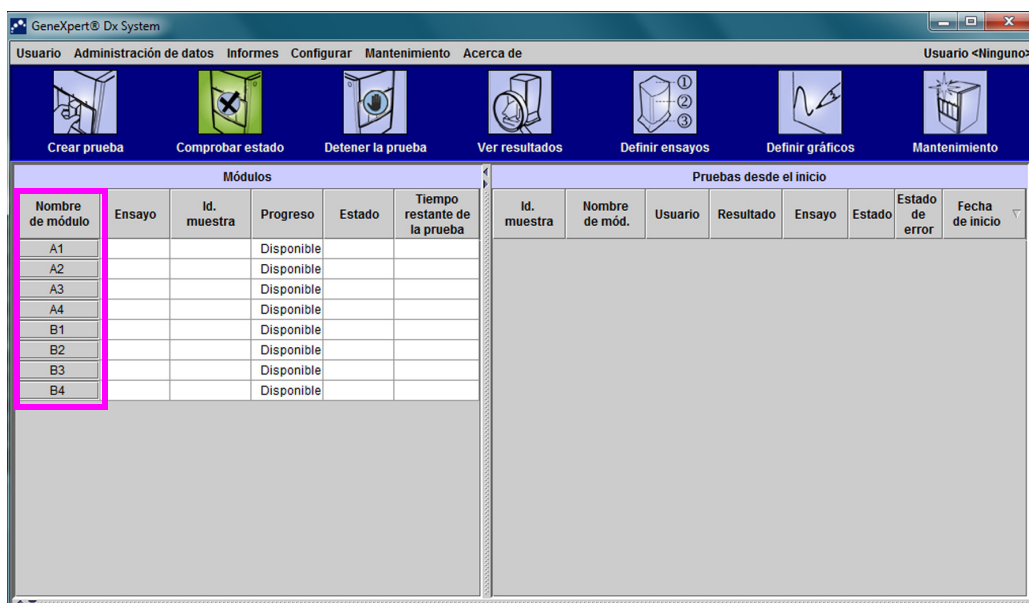 GeneXpert® Dx System
Usuario Administración de datos Informes Configurar Mantenimiento Acerca de Usuario <Ninguno>
①
②
③
Crear prueba Comprobar estado Detener la prueba Ver resultados Definir ensayos Definir gráficos Mantenimiento
Módulos
Nombre
de módulo
Ensayo
Id.
muestra
Progreso
Estado
Tiempo
restante de
la prueba
A1 Disponible
A2 Disponible
A3 Disponible
A4 Disponible
B1 Disponible
B2 Disponible
B3 Disponible
B4 Disponible
Pruebas desde el inicio
Id.
muestra
Nombre
de mód.
Usuario
Resultado
Ensayo
Estado
Estado
de
error
Fecha
de inicio